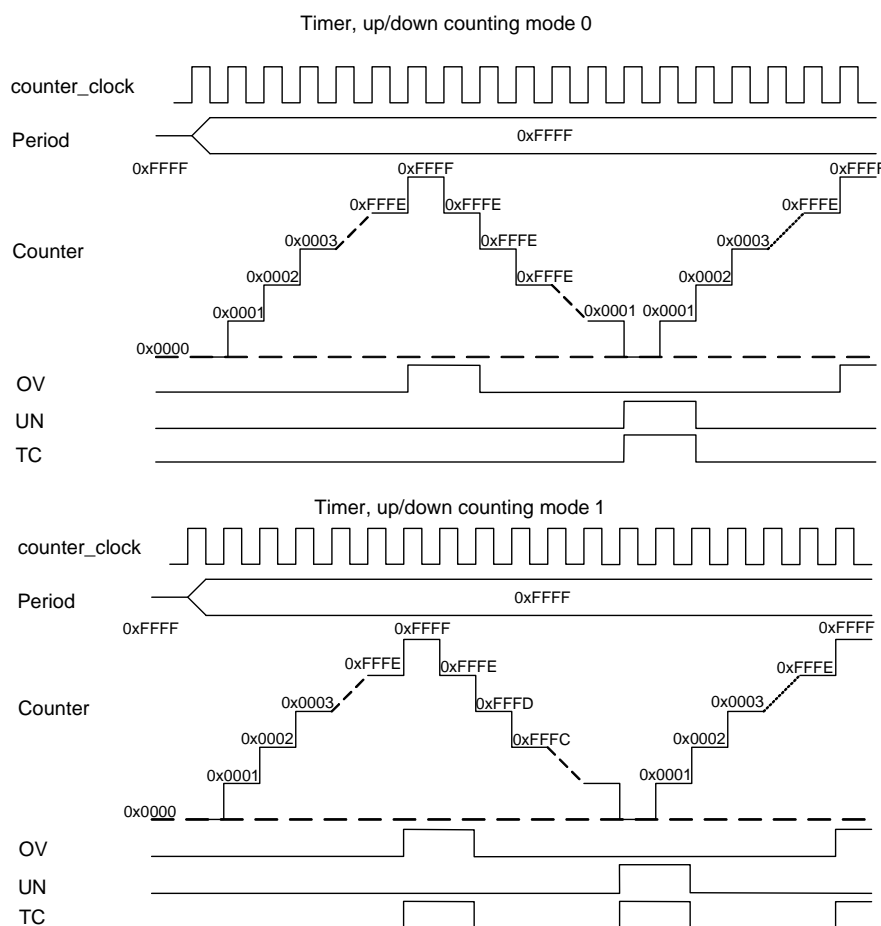 Timer, up/down counting mode 0
counter_clock
Period
0xFFFF
0xFFFF
0xFFFF
0xFFFF
0xFFFE
0xFFFE
0xFFFE
0x0003
0xFFFE
0x0003
Counter
0x0002
0xFFFE
0x0002
0x0001
0x0001
0x0001
0x0000
OV
UN
TC
Timer, up/down counting mode 1
counter_clock
Period
0xFFFF
0xFFFF
0xFFFF
0xFFFF
0xFFFE
0xFFFE
0xFFFE
0x0003
0xFFFD
0x0003
Counter
0x0002
0xFFFC
0x0002
0x0001
0x0001
0x0000
OV
UN
TC